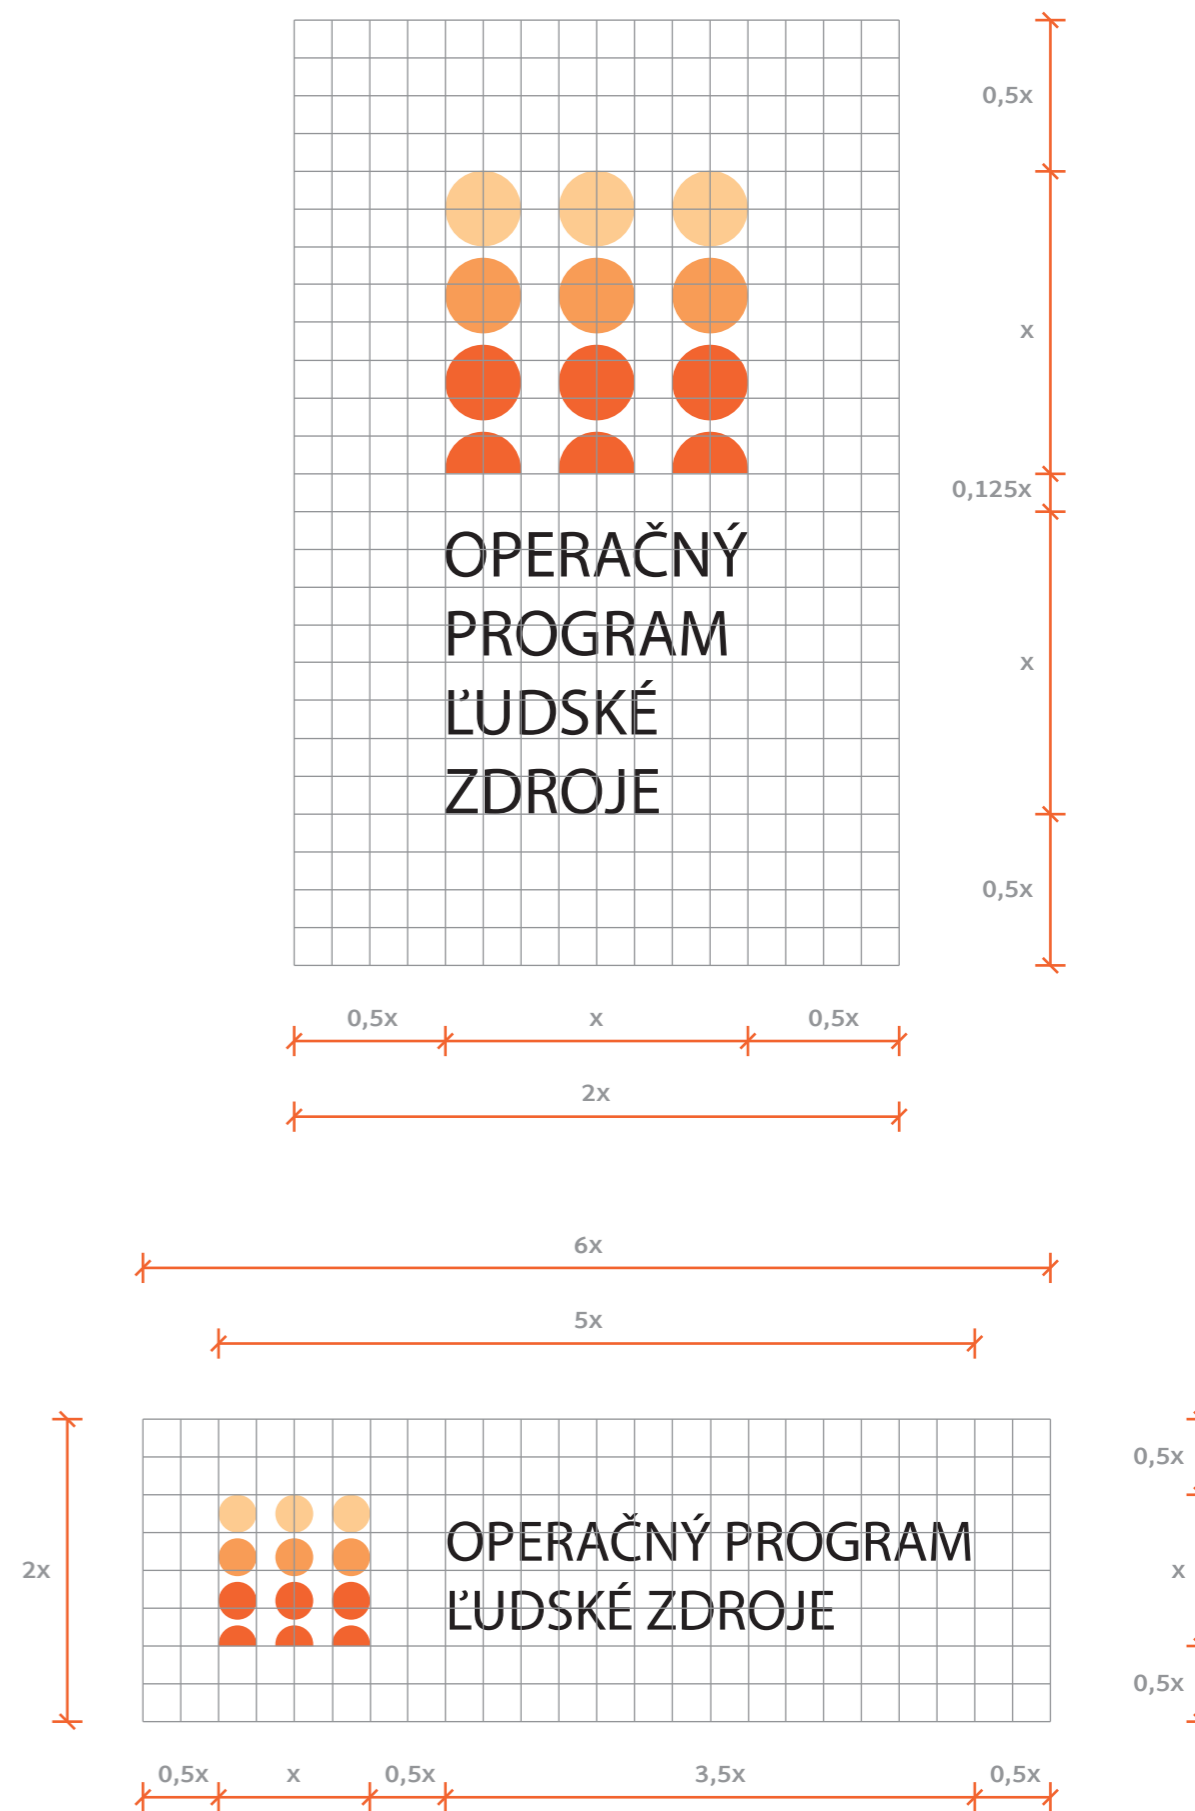 0,5x
x
0,125x
OPERAČNÝ
PROGRAM
ĽUDSKÉ
ZDROJE
x
0,5x
0,5x x 0,5x
2x
6x
5x
0,5x
OPERAČNÝ PROGRAM
2x x
ĽUDSKÉ ZDROJE
0,5x
0,5x x 0,5x 3,5x 0,5x